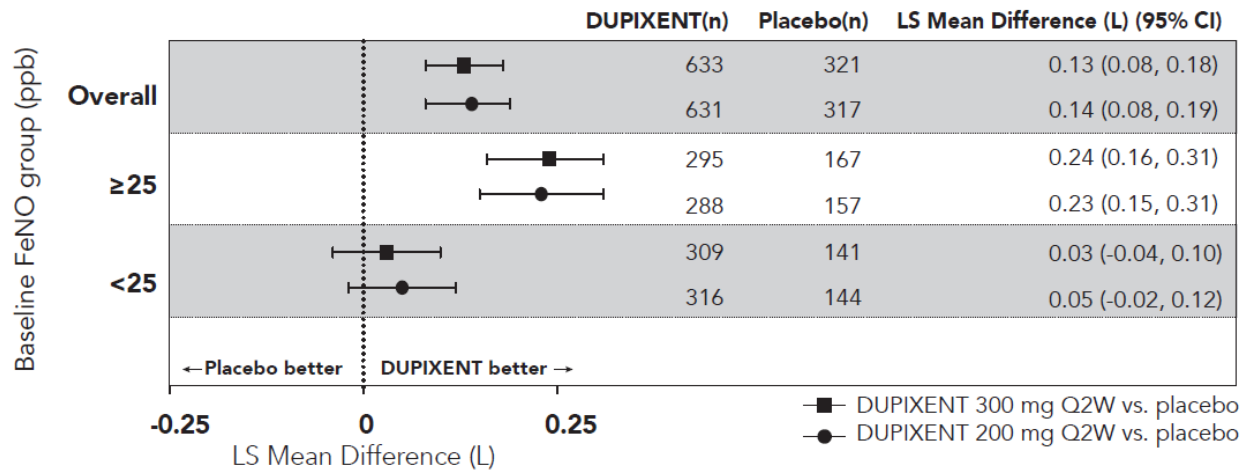 DUPIXENT(n) Placebo(n) LS Mean Difference (L) (95% CI)
Baseline FeNO group (ppb)
Overall
633 321 0.13 (0.08, 0.18)
631 317 0.14 (0.08, 0.19)
≥25
295 167 0.24 (0.16, 0.31)
288 157 0.23 (0.15, 0.31)
<25
309 141 0.03 (-0.04, 0.10)
316 144 0.05 (-0.02, 0.12)
←Placebo better DUPIXENT better →
-0.25 0 0.25
LS Mean Difference (L)
DUPIXENT 300 mg Q2W vs. placebo
DUPIXENT 200 mg Q2W vs. placebo